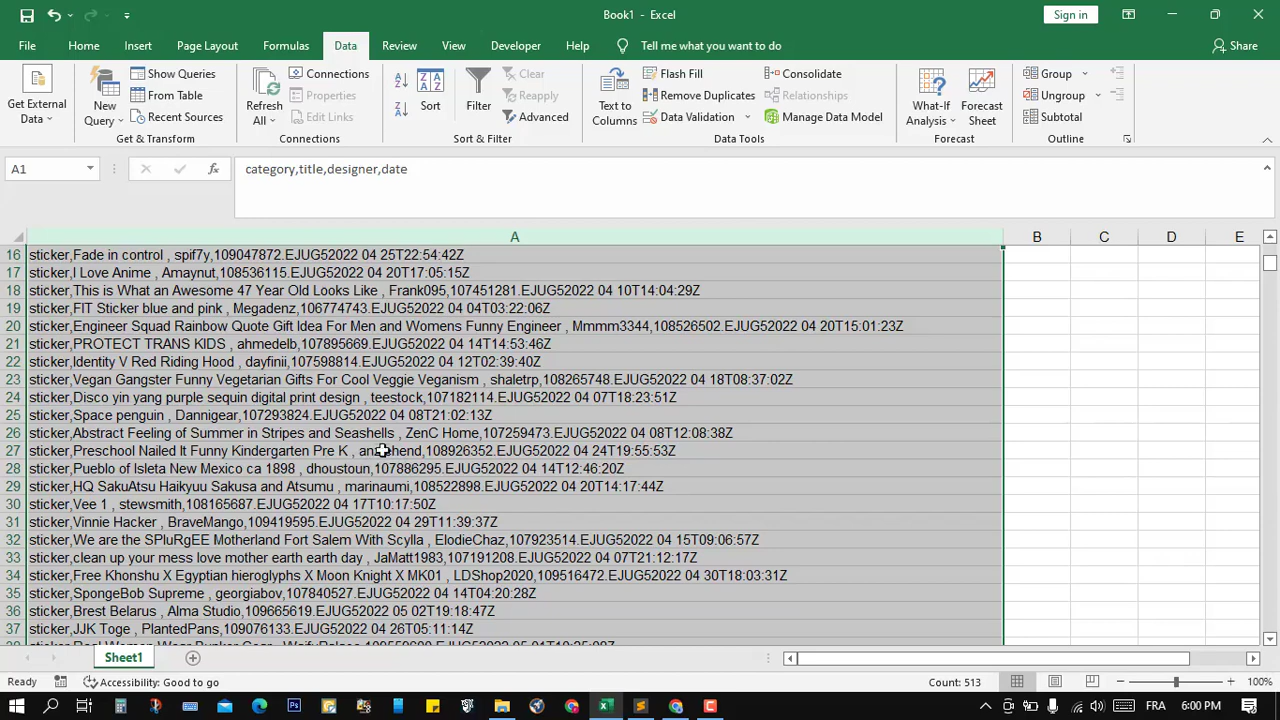 Book1 - Excel
Sign in
File Home Insert Page Layout Formulas Data Review View Developer Help Tell me what you want to do Share
Get External Data
New Query
Show Queries
From Table
Recent Sources
Get & Transform
Refresh All
Connections
Properties
Edit Links
Connections
Sort
Filter
Clear
Reapply
Advanced
Sort & Filter
Text to Columns
Flash Fill
Remove Duplicates
Data Validation
Consolidate
Relationships
Manage Data Model
Data Tools
What-If Analysis
Forecast Sheet
Forecast
Group
Ungroup
Subtotal
Outline
A1 fx category,title,designer,date
A B C D E
16 sticker,Fade in control , spif7y,109047872.EJUG52022 04 25T22:54:42Z
17 sticker,I Love Anime , Amaynut,108536115.EJUG52022 04 20T17:05:15Z
18 sticker,This is What an Awesome 47 Year Old Looks Like , Frank095,107451281.EJUG52022 04 10T14:04:29Z
19 sticker,FIT Sticker blue and pink , Megadenz,106774743.EJUG52022 04 04T03:22:06Z
20 sticker,Engineer Squad Rainbow Quote Gift Idea For Men and Womens Funny Engineer , Mmmm3344,108526502.EJUG52022 04 20T15:01:23Z
21 sticker,PROTECT TRANS KIDS , ahmedelb,107895669.EJUG52022 04 14T14:53:46Z
22 sticker,Identity V Red Riding Hood , dayfinii,107598814.EJUG52022 04 12T02:39:40Z
23 sticker,Vegan Gangster Funny Vegetarian Gifts For Cool Veggie Veganism , shaletrp,108265748.EJUG52022 04 18T08:37:02Z
24 sticker,Disco yin yang purple sequin digital print design , teestock,107182114.EJUG52022 04 07T18:23:51Z
25 sticker,Space penguin , Dannigear,107293824.EJUG52022 04 08T21:02:13Z
26 sticker,Abstract Feeling of Summer in Stripes and Seashells , ZenC Home,107259473.EJUG52022 04 08T12:08:38Z
27 sticker,Preschool Nailed It Funny Kindergarten Pre K , 108926352.EJUG52022 04 24T19:55:53Z
28 sticker,Pueblo of Isleta New Mexico ca 1898 , dhoustoun,107886295.EJUG52022 04 14T12:46:20Z
29 sticker,HQ SakuAtsu Haikyuu Sakusa and Atsumu , marinaumi,108522898.EJUG52022 04 20T14:17:44Z
30 sticker,Vee 1 , stewsmith,108165687.EJUG52022 04 17T10:17:50Z
31 sticker,Vinnie Hacker , BraveMango,109419595.EJUG52022 04 29T11:39:37Z
32 sticker,We are the SPluRgEE Motherland Fort Salem With Scylla , ElodieChaz,107923514.EJUG52022 04 15T09:06:57Z
33 sticker,clean up your mess love mother earth earth day , JaMatt1983,107191208.EJUG52022 04 07T21:12:17Z
34 sticker,Free Khonshu X Egyptian hieroglyphs X Moon Knight X MK01 , LDShop2020,109516472.EJUG52022 04 30T18:03:31Z
35 sticker,SpongeBob Supreme , georgiabov,107840527.EJUG52022 04 14T04:20:28Z
36 sticker,Brest Belarus , Alma Studio,109665619.EJUG52022 05 02T19:18:47Z
37 sticker,JJK Toge , PlantedPans,109076133.EJUG52022 04 26T05:11:14Z
Sheet1
Ready Accessibility: Good to go Count: 513 100%
FRA 6:00 PM